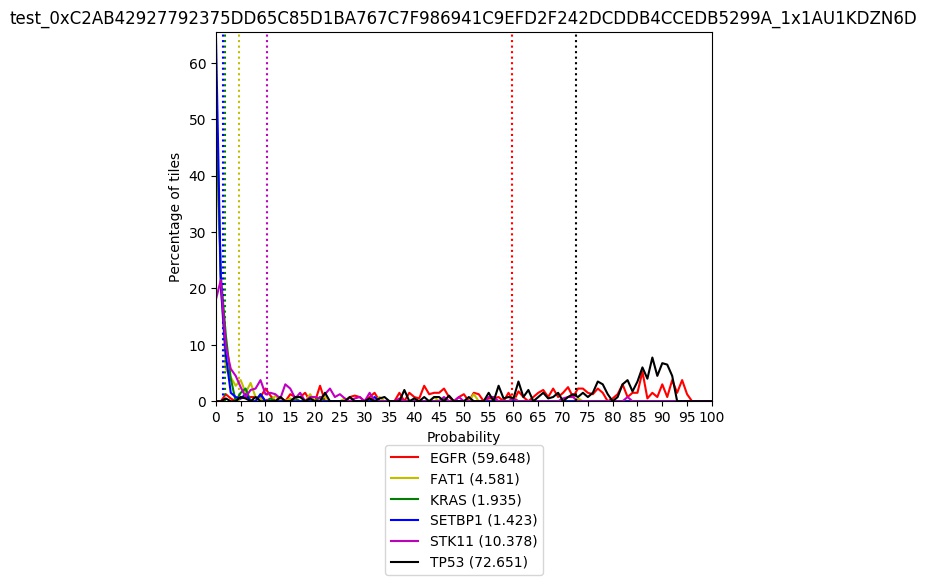 test_0xC2AB42927792375DD65C85D1BA767C7F986941C9EFD2F242DCDDB4CCEDB5299A_1x1AU1KDZN6D
60
50
40
30
20
10
0
Percentage of tiles
0 5 10 15 20 25 30 35 40 45 50 55 60 65 70 75 80 85 90 95 100
Probability
EGFR (59.648)
FAT1 (4.581)
KRAS (1.935)
SETBP1 (1.423)
STK11 (10.378)
TP53 (72.651)